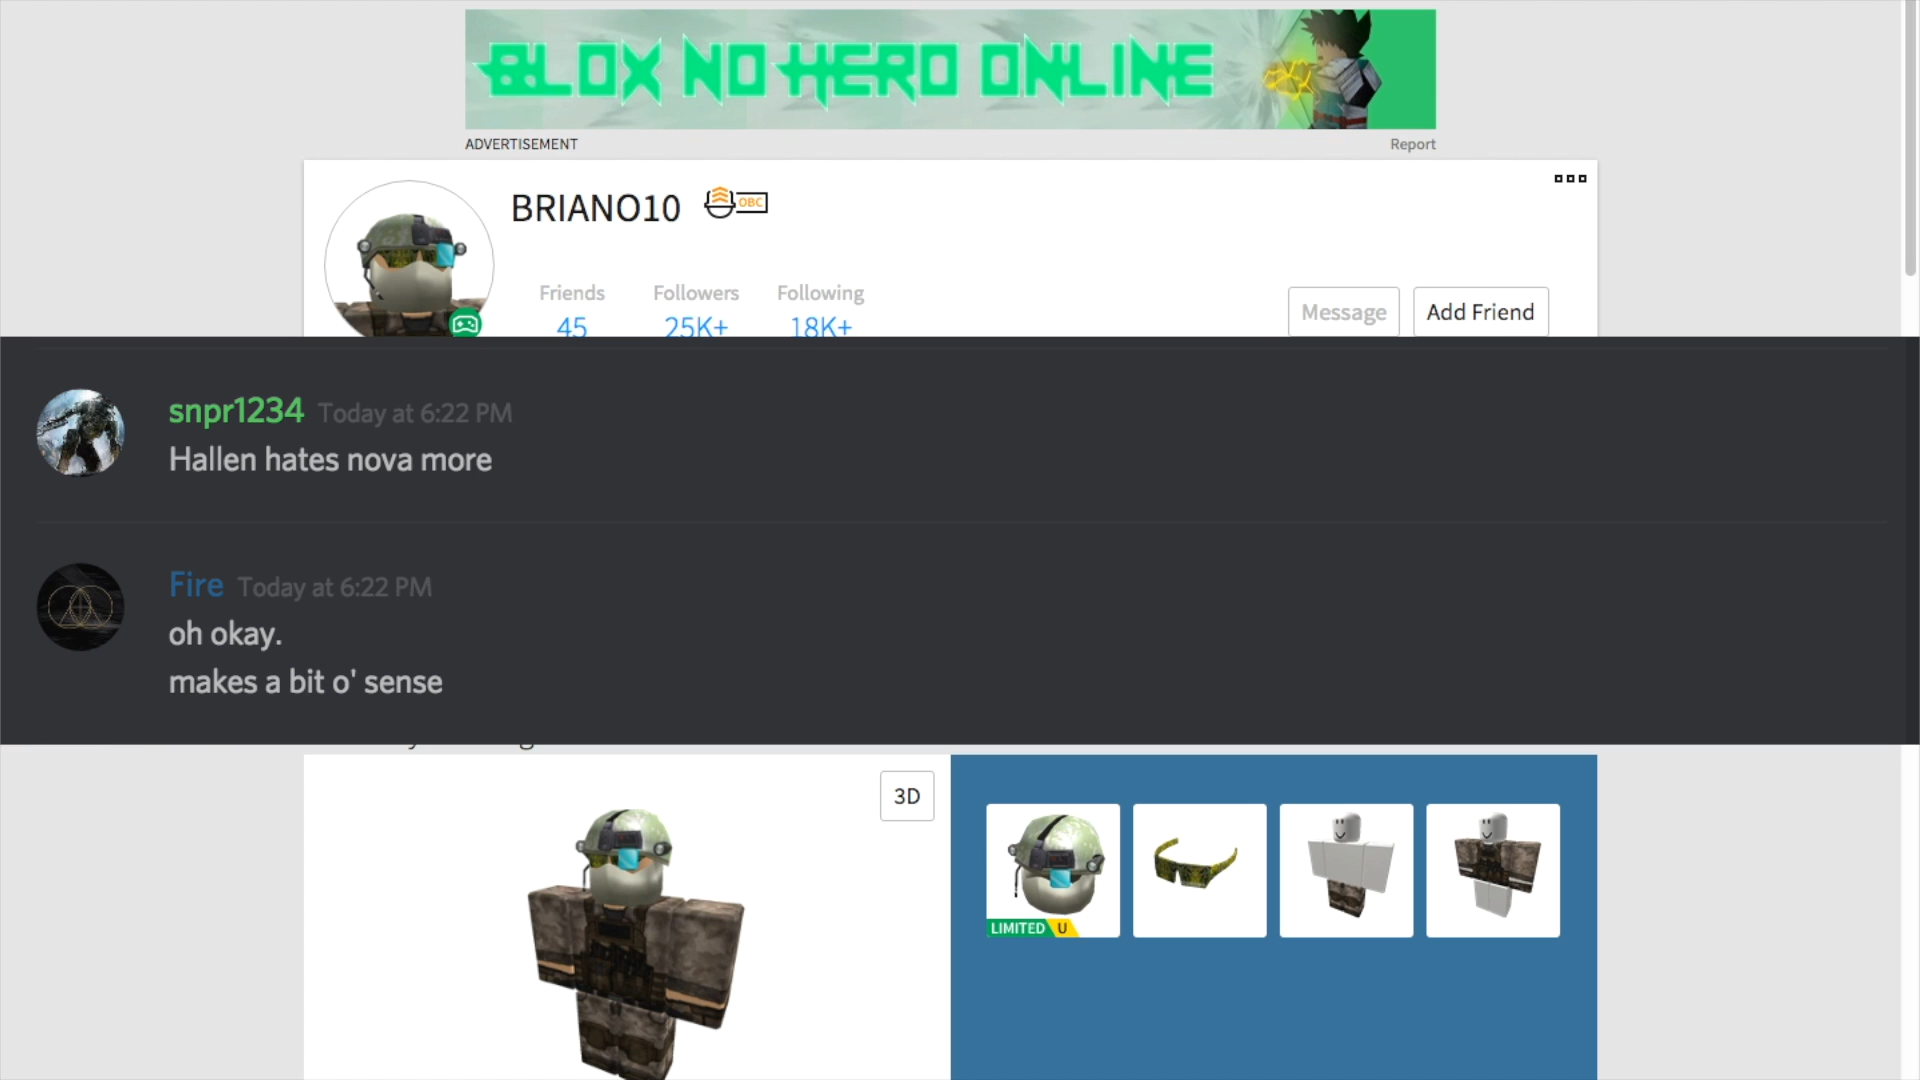 BLOX NO HERO ONLINE
ADVERTISEMENT
Report
BRIANO10
OBC
Friends
Followers
Following
45
25K+
18K+
Message
Add Friend
snpr1234 Today at 6:22 PM
Hallen hates nova more
Fire Today at 6:22 PM
oh okay.
makes a bit o' sense
3D
LIMITED U